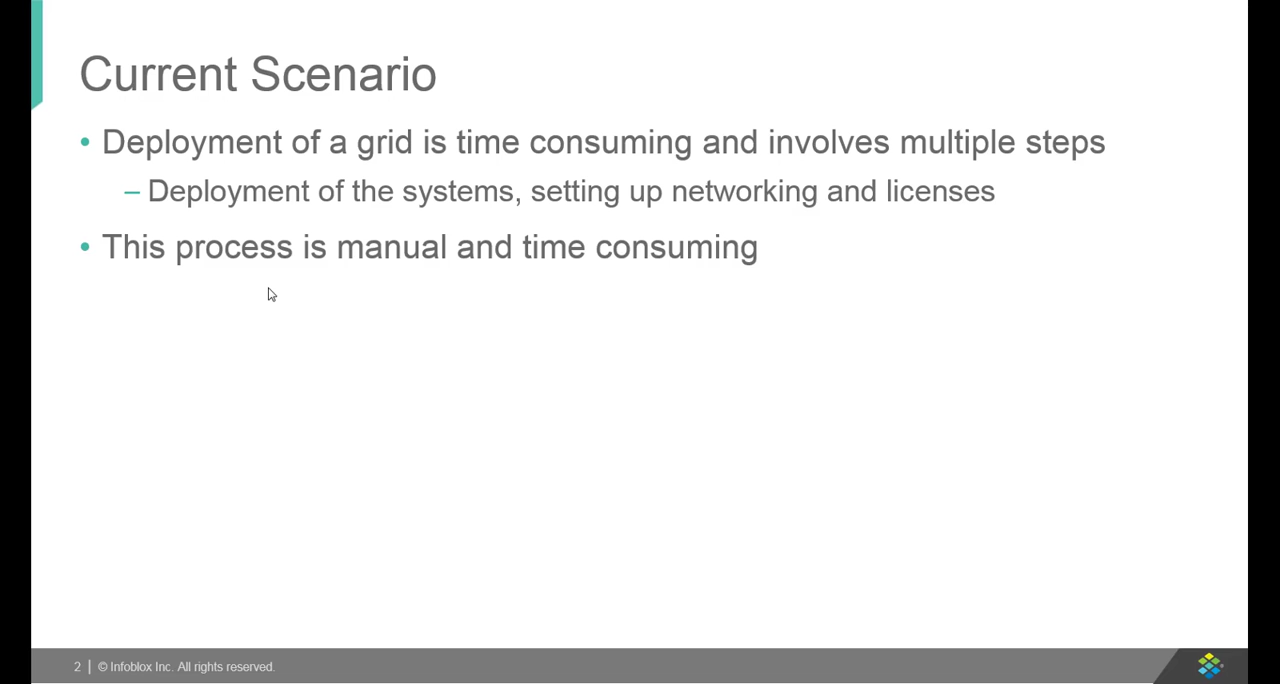 Current Scenario
• Deployment of a grid is time consuming and involves multiple steps
– Deployment of the systems, setting up networking and licenses
• This process is manual and time consuming
2 | © Infoblox Inc. All rights reserved.